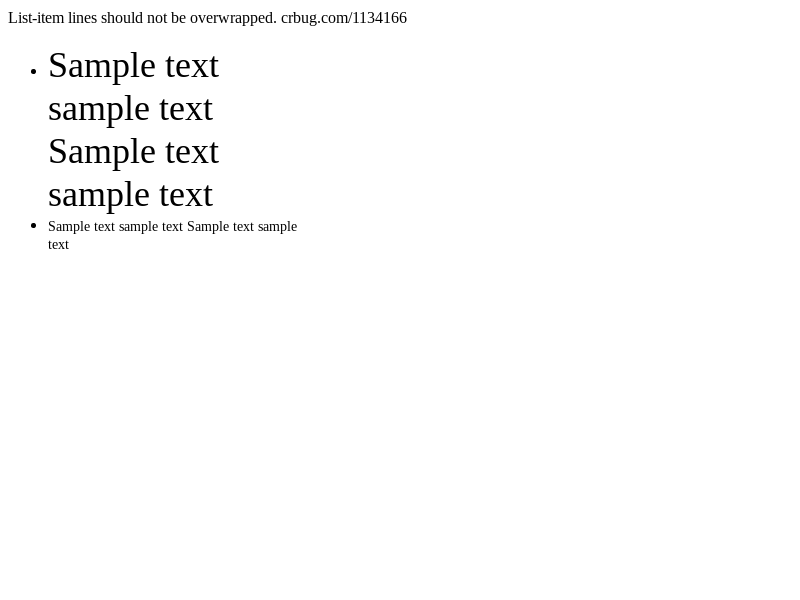 List-item lines should not be overwrapped. crbug.com/1134166
• Sample text
sample text
Sample text
sample text
• Sample text sample text Sample text sample
text